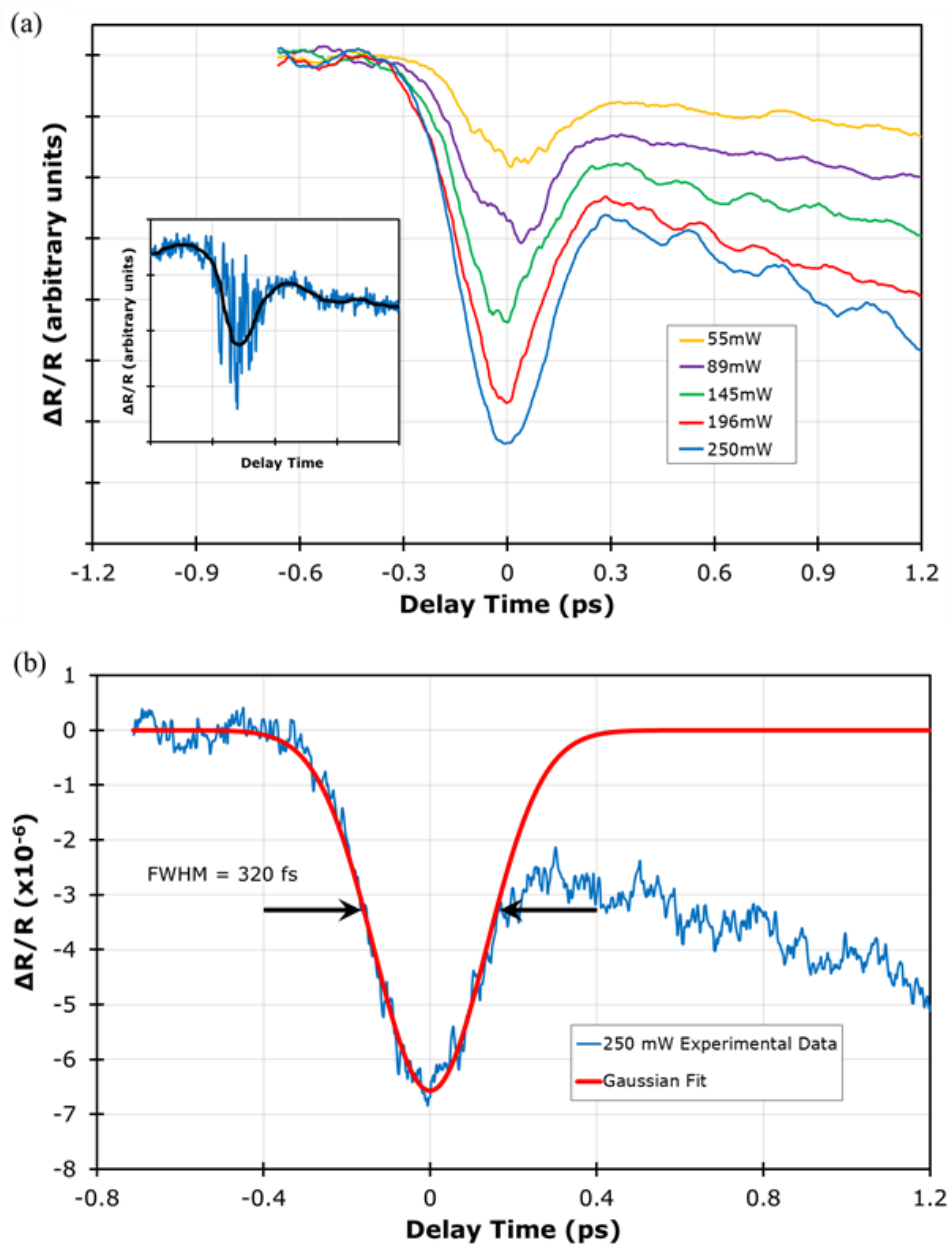 (a)
ΔR/R (arbitrary units)
ΔR/R (arbitrary units)
Delay Time
55mW
89mW
145mW
196mW
250mW
-1.2 -0.9 -0.6 -0.3 0 0.3 0.6 0.9 1.2
Delay Time (ps)
(b)
1
0
-1
-2
-3
-4
-5
-6
-7
-8
ΔR/R (x10⁻⁶)
FWHM = 320 fs
250 mW Experimental Data
Gaussian Fit
-0.8 -0.4 0 0.4 0.8 1.2
Delay Time (ps)